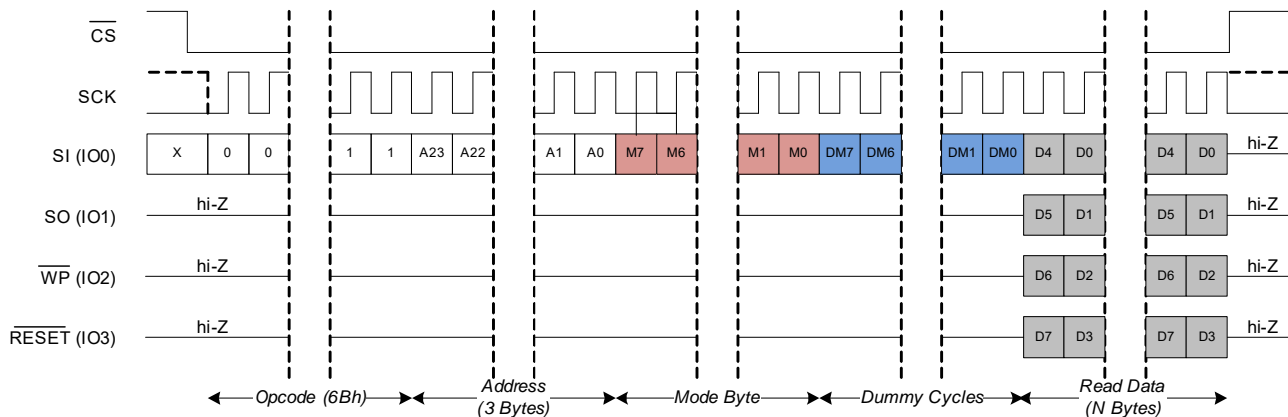 CS
SCK
SI (IO0) X 0 0 1 1 A23 A22 A1 A0 M7 M6 M1 M0 DM7 DM6 DM1 DM0 D4 D0 D4 D0 hi-Z
SO (IO1) hi-Z D5 D1 D5 D1 hi-Z
WP (IO2) hi-Z D6 D2 D6 D2 hi-Z
RESET (IO3) hi-Z D7 D3 D7 D3 hi-Z
Opcode (6Bh) Address Mode Byte Dummy Cycles Read Data
(3 Bytes) (N Bytes)